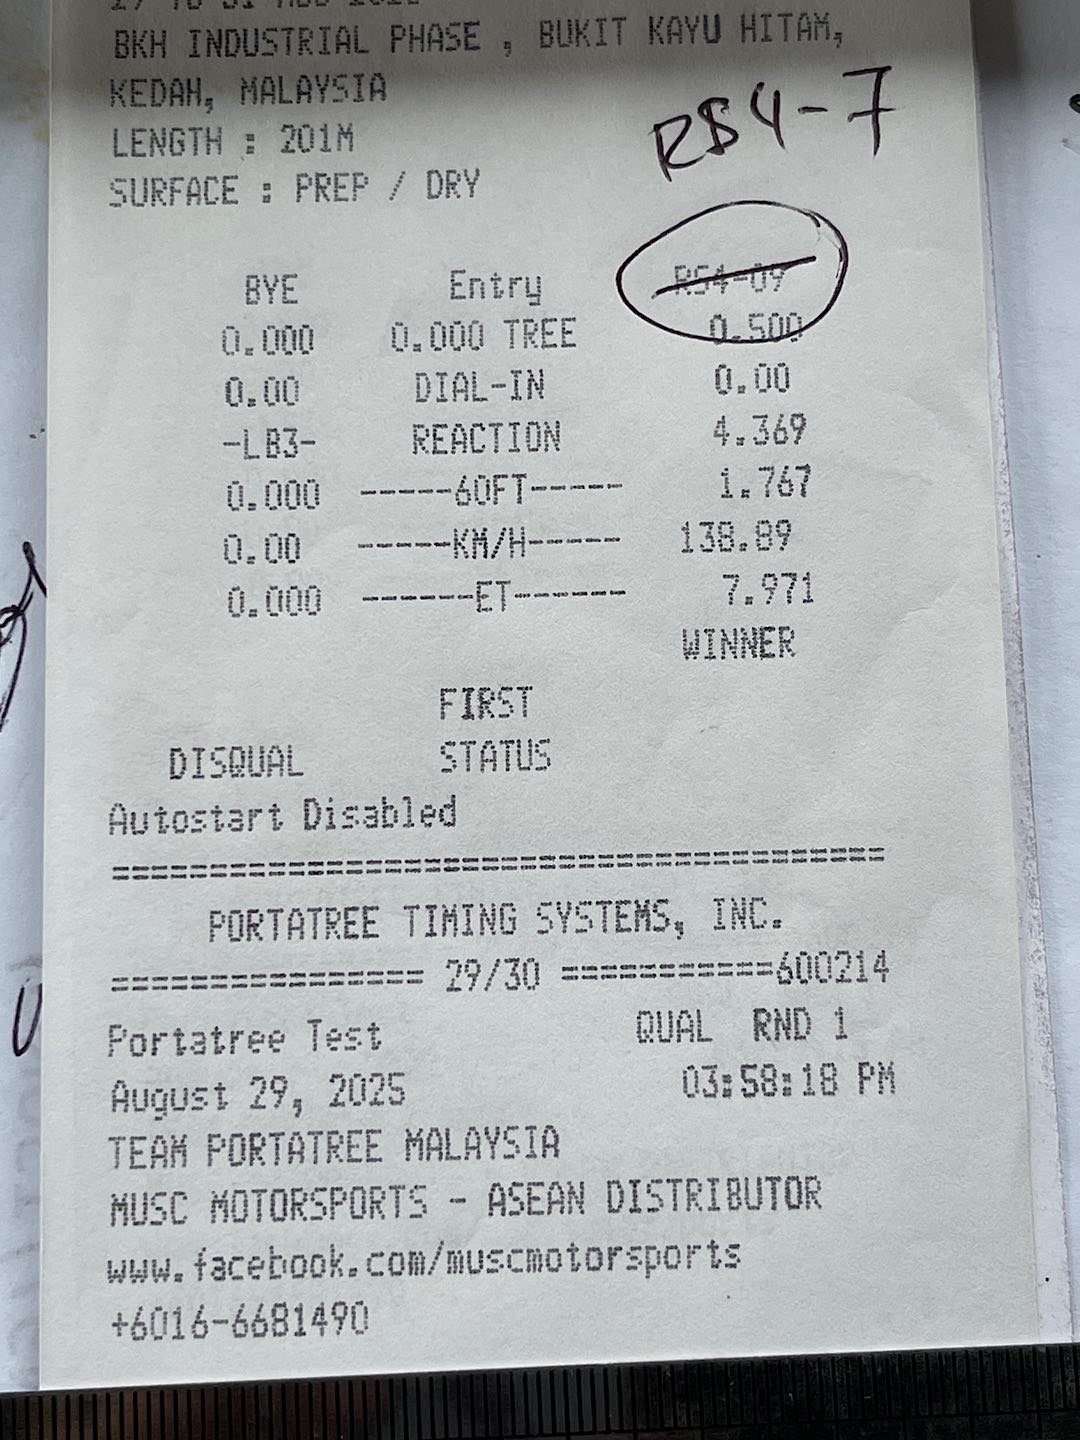 BKH INDUSTRIAL PHASE , BUKIT KAYU HITAM,
KEDAH, MALAYSIA
LENGTH : 201M
SURFACE : PREP / DRY
RS4-7
BYE Entry RS4-09
0.000 0.000 TREE 0.500
0.00 DIAL-IN 0.00
-LB3- REACTION 4.369
0.000 -----60FT----- 1.767
0.00 -----KM/H----- 138.89
0.000 ------ET------ 7.971
WINNER
FIRST
DISQUAL STATUS
Autostart Disabled
=========================================
PORTATREE TIMING SYSTEMS, INC.
================ 29/30 ===========600214
Portatree Test QUAL RND 1
August 29, 2025 03:58:18 PM
TEAM PORTATREE MALAYSIA
MUSC MOTORSPORTS - ASEAN DISTRIBUTOR
www.facebook.com/muscmotorsports
+6016-6681490